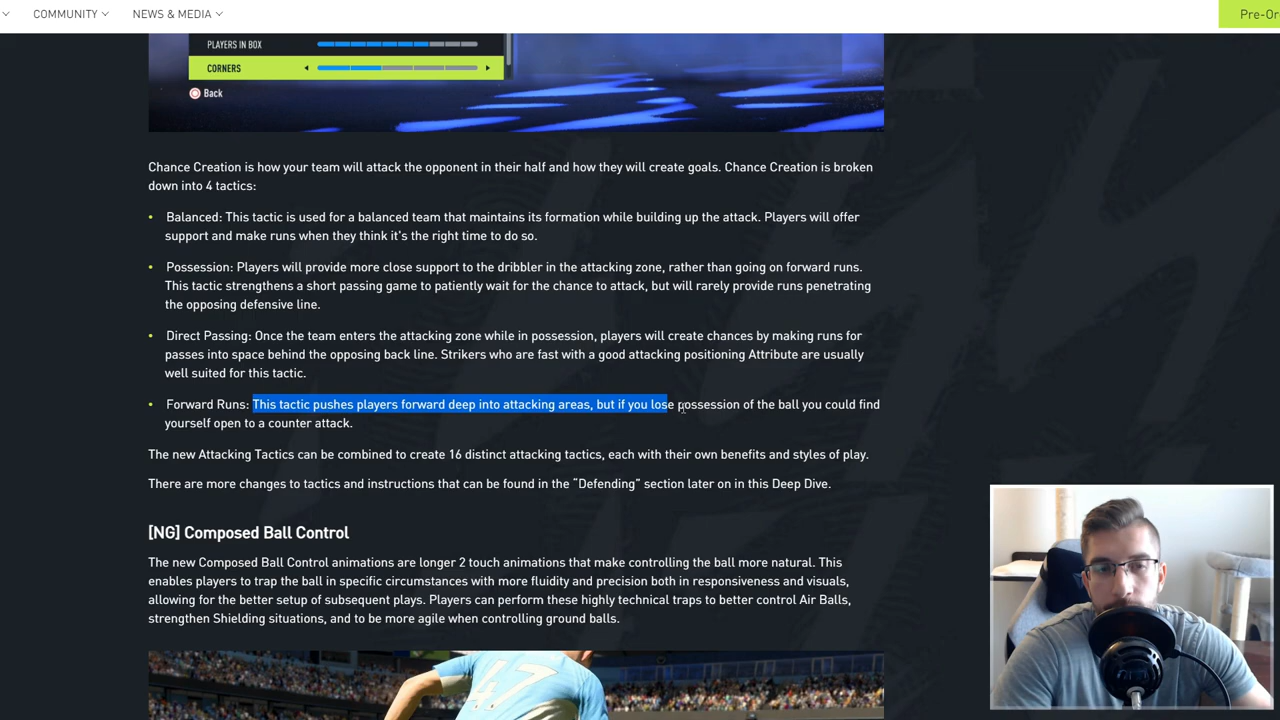 COMMUNITY NEWS & MEDIA Pre-Or
PLAYERS IN BOX
CORNERS
Back
Chance Creation is how your team will attack the opponent in their half and how they will create goals. Chance Creation is broken
down into 4 tactics:
• Balanced: This tactic is used for a balanced team that maintains its formation while building up the attack. Players will offer
support and make runs when they think it's the right time to do so.
• Possession: Players will provide more close support to the dribbler in the attacking zone, rather than going on forward runs.
This tactic strengthens a short passing game to patiently wait for the chance to attack, but will rarely provide runs penetrating
the opposing defensive line.
• Direct Passing: Once the team enters the attacking zone while in possession, players will create chances by making runs for
passes into space behind the opposing back line. Strikers who are fast with a good attacking positioning Attribute are usually
well suited for this tactic.
• Forward Runs: This tactic pushes players forward deep into attacking areas, but if you lose possession of the ball you could find
yourself open to a counter attack.
The new Attacking Tactics can be combined to create 16 distinct attacking tactics, each with their own benefits and styles of play.
There are more changes to tactics and instructions that can be found in the “Defending” section later on in this Deep Dive.
[NG] Composed Ball Control
The new Composed Ball Control animations are longer 2 touch animations that make controlling the ball more natural. This
enables players to trap the ball in specific circumstances with more fluidity and precision both in responsiveness and visuals,
allowing for the better setup of subsequent plays. Players can perform these highly technical traps to better control Air Balls,
strengthen Shielding situations, and to be more agile when controlling ground balls.
47